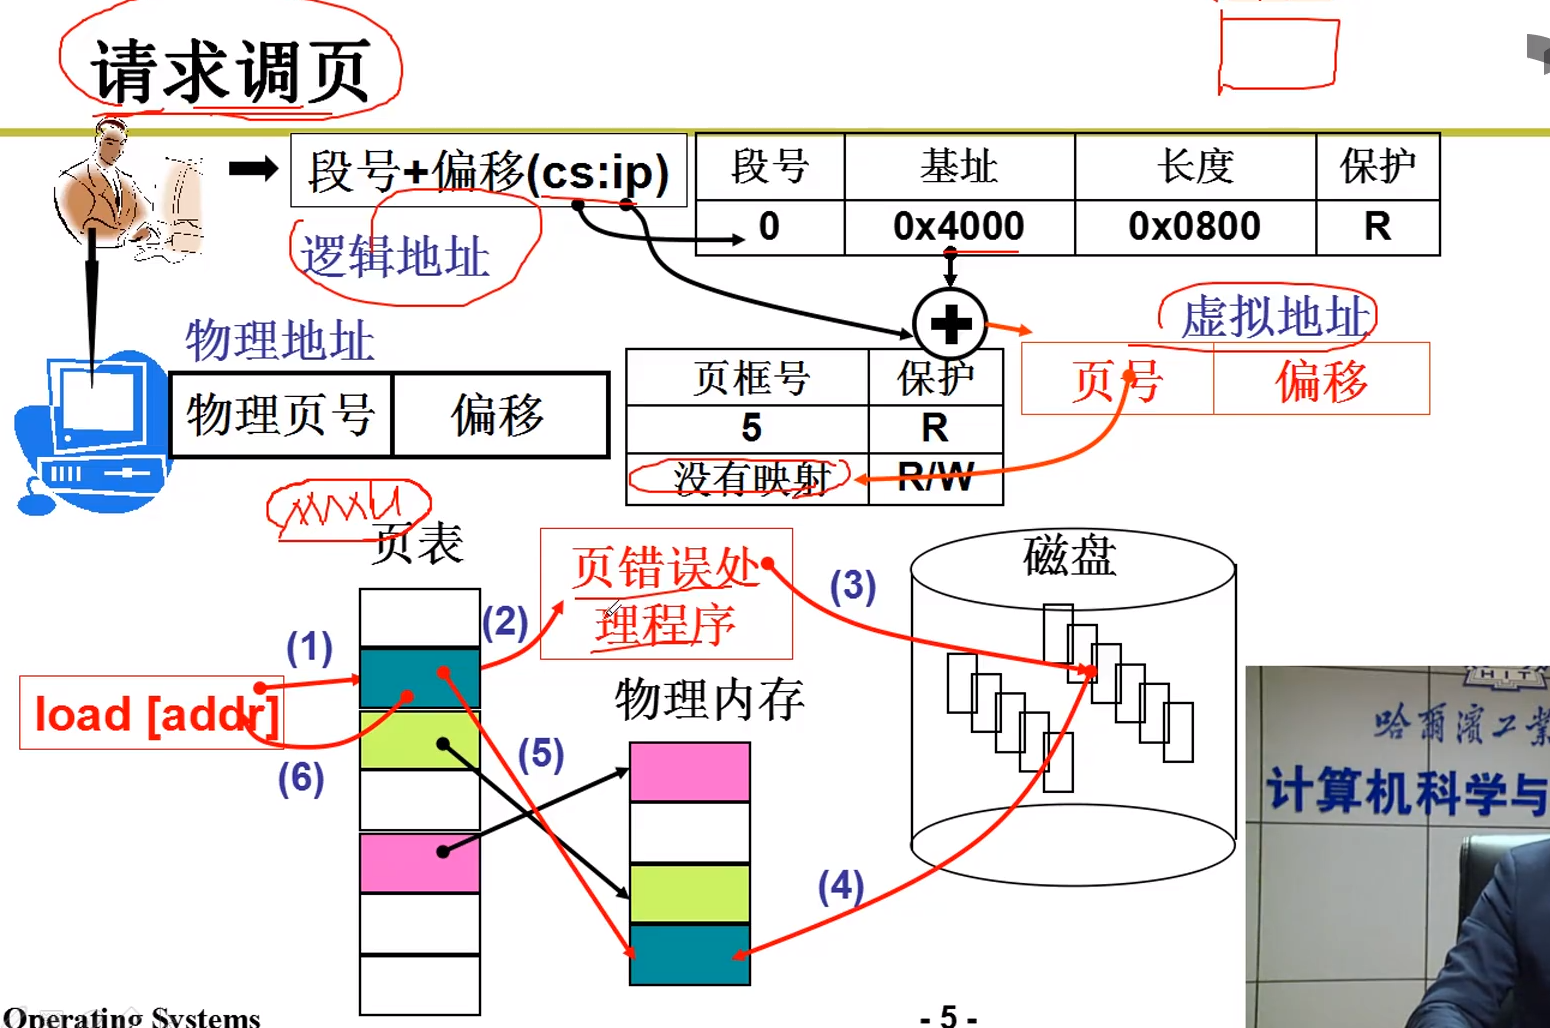 请求调页
段号+偏移(cs:ip)
段号 基址 长度 保护
0 0x4000 0x0800 R
逻辑地址
虚拟地址
物理地址
页号 偏移
物理页号 偏移
页框号 保护
5 R
没有映射 R/W
页表
磁盘
页错误处
理程序
(1)
(2)
(3)
load [addr]
物理内存
(5)
(6)
(4)
HIT
哈爾濱工業
计算机科学与
Operating Systems
- 5 -